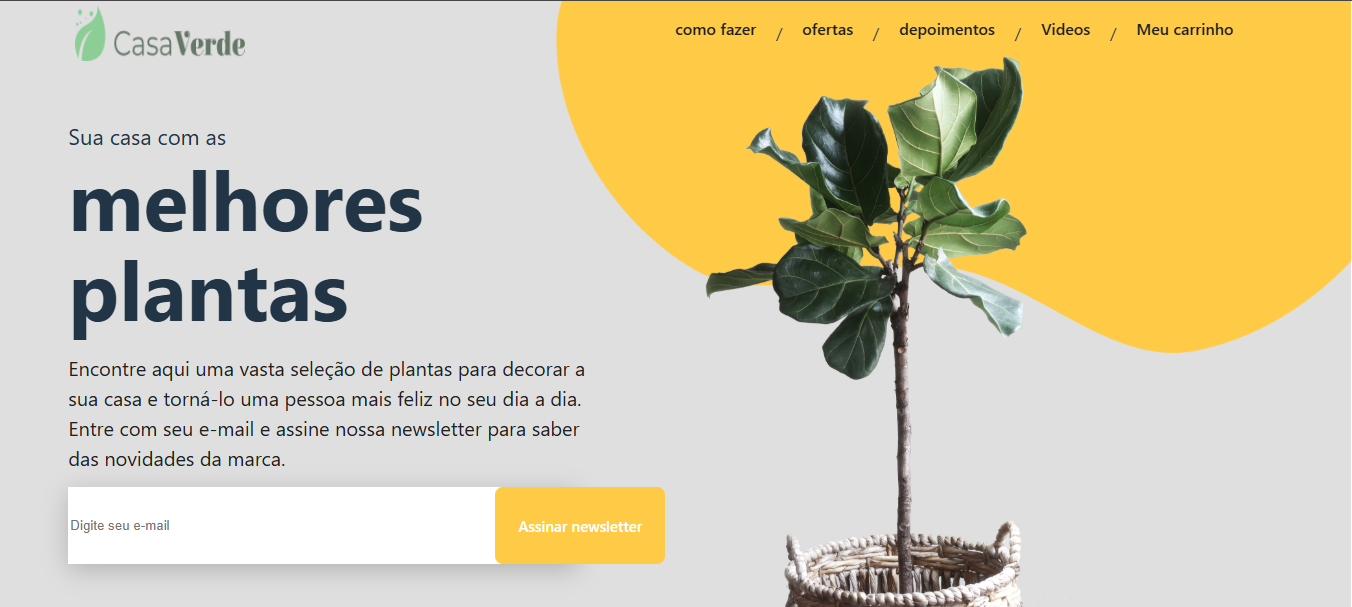 CasaVerde
como fazer / ofertas / depoimentos / Videos / Meu carrinho
Sua casa com as
melhores
plantas
Encontre aqui uma vasta seleção de plantas para decorar a
sua casa e torná-lo uma pessoa mais feliz no seu dia a dia.
Entre com seu e-mail e assine nossa newsletter para saber
das novidades da marca.
Digite seu e-mail
Assinar newsletter